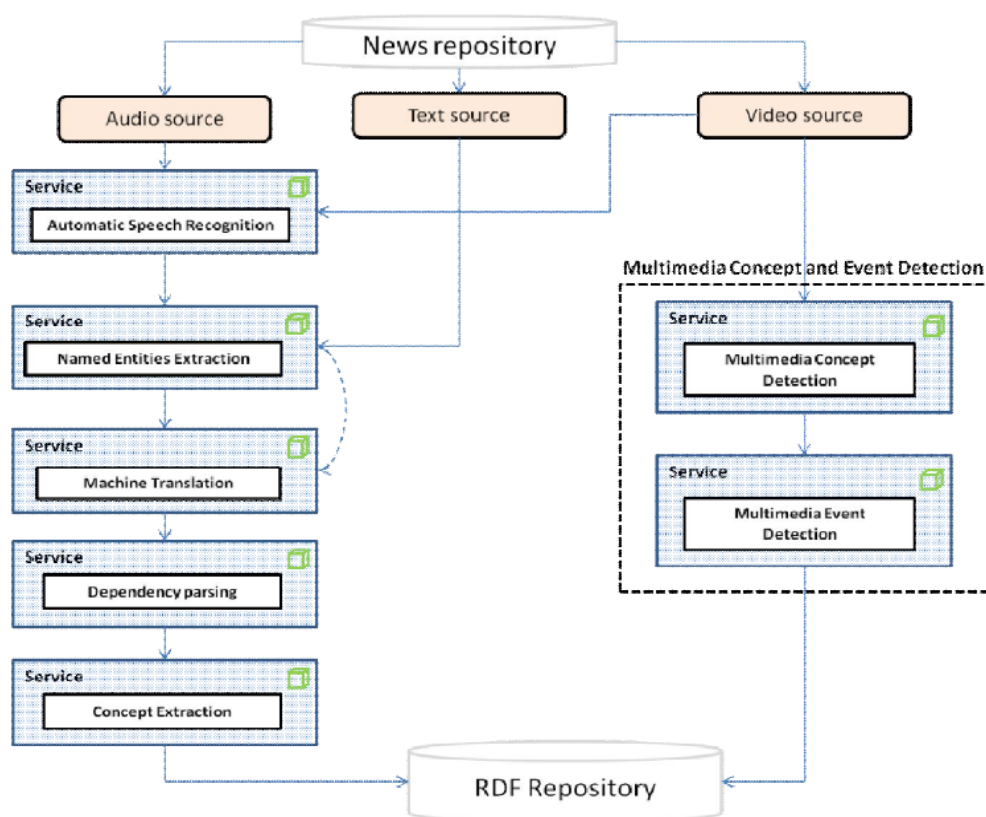 News repository
Audio source
Text source
Video source
Service
Automatic Speech Recognition
Service
Named Entities Extraction
Service
Machine Translation
Service
Dependency parsing
Service
Concept Extraction
Multimedia Concept and Event Detection
Service
Multimedia Concept
Detection
Service
Multimedia Event
Detection
RDF Repository